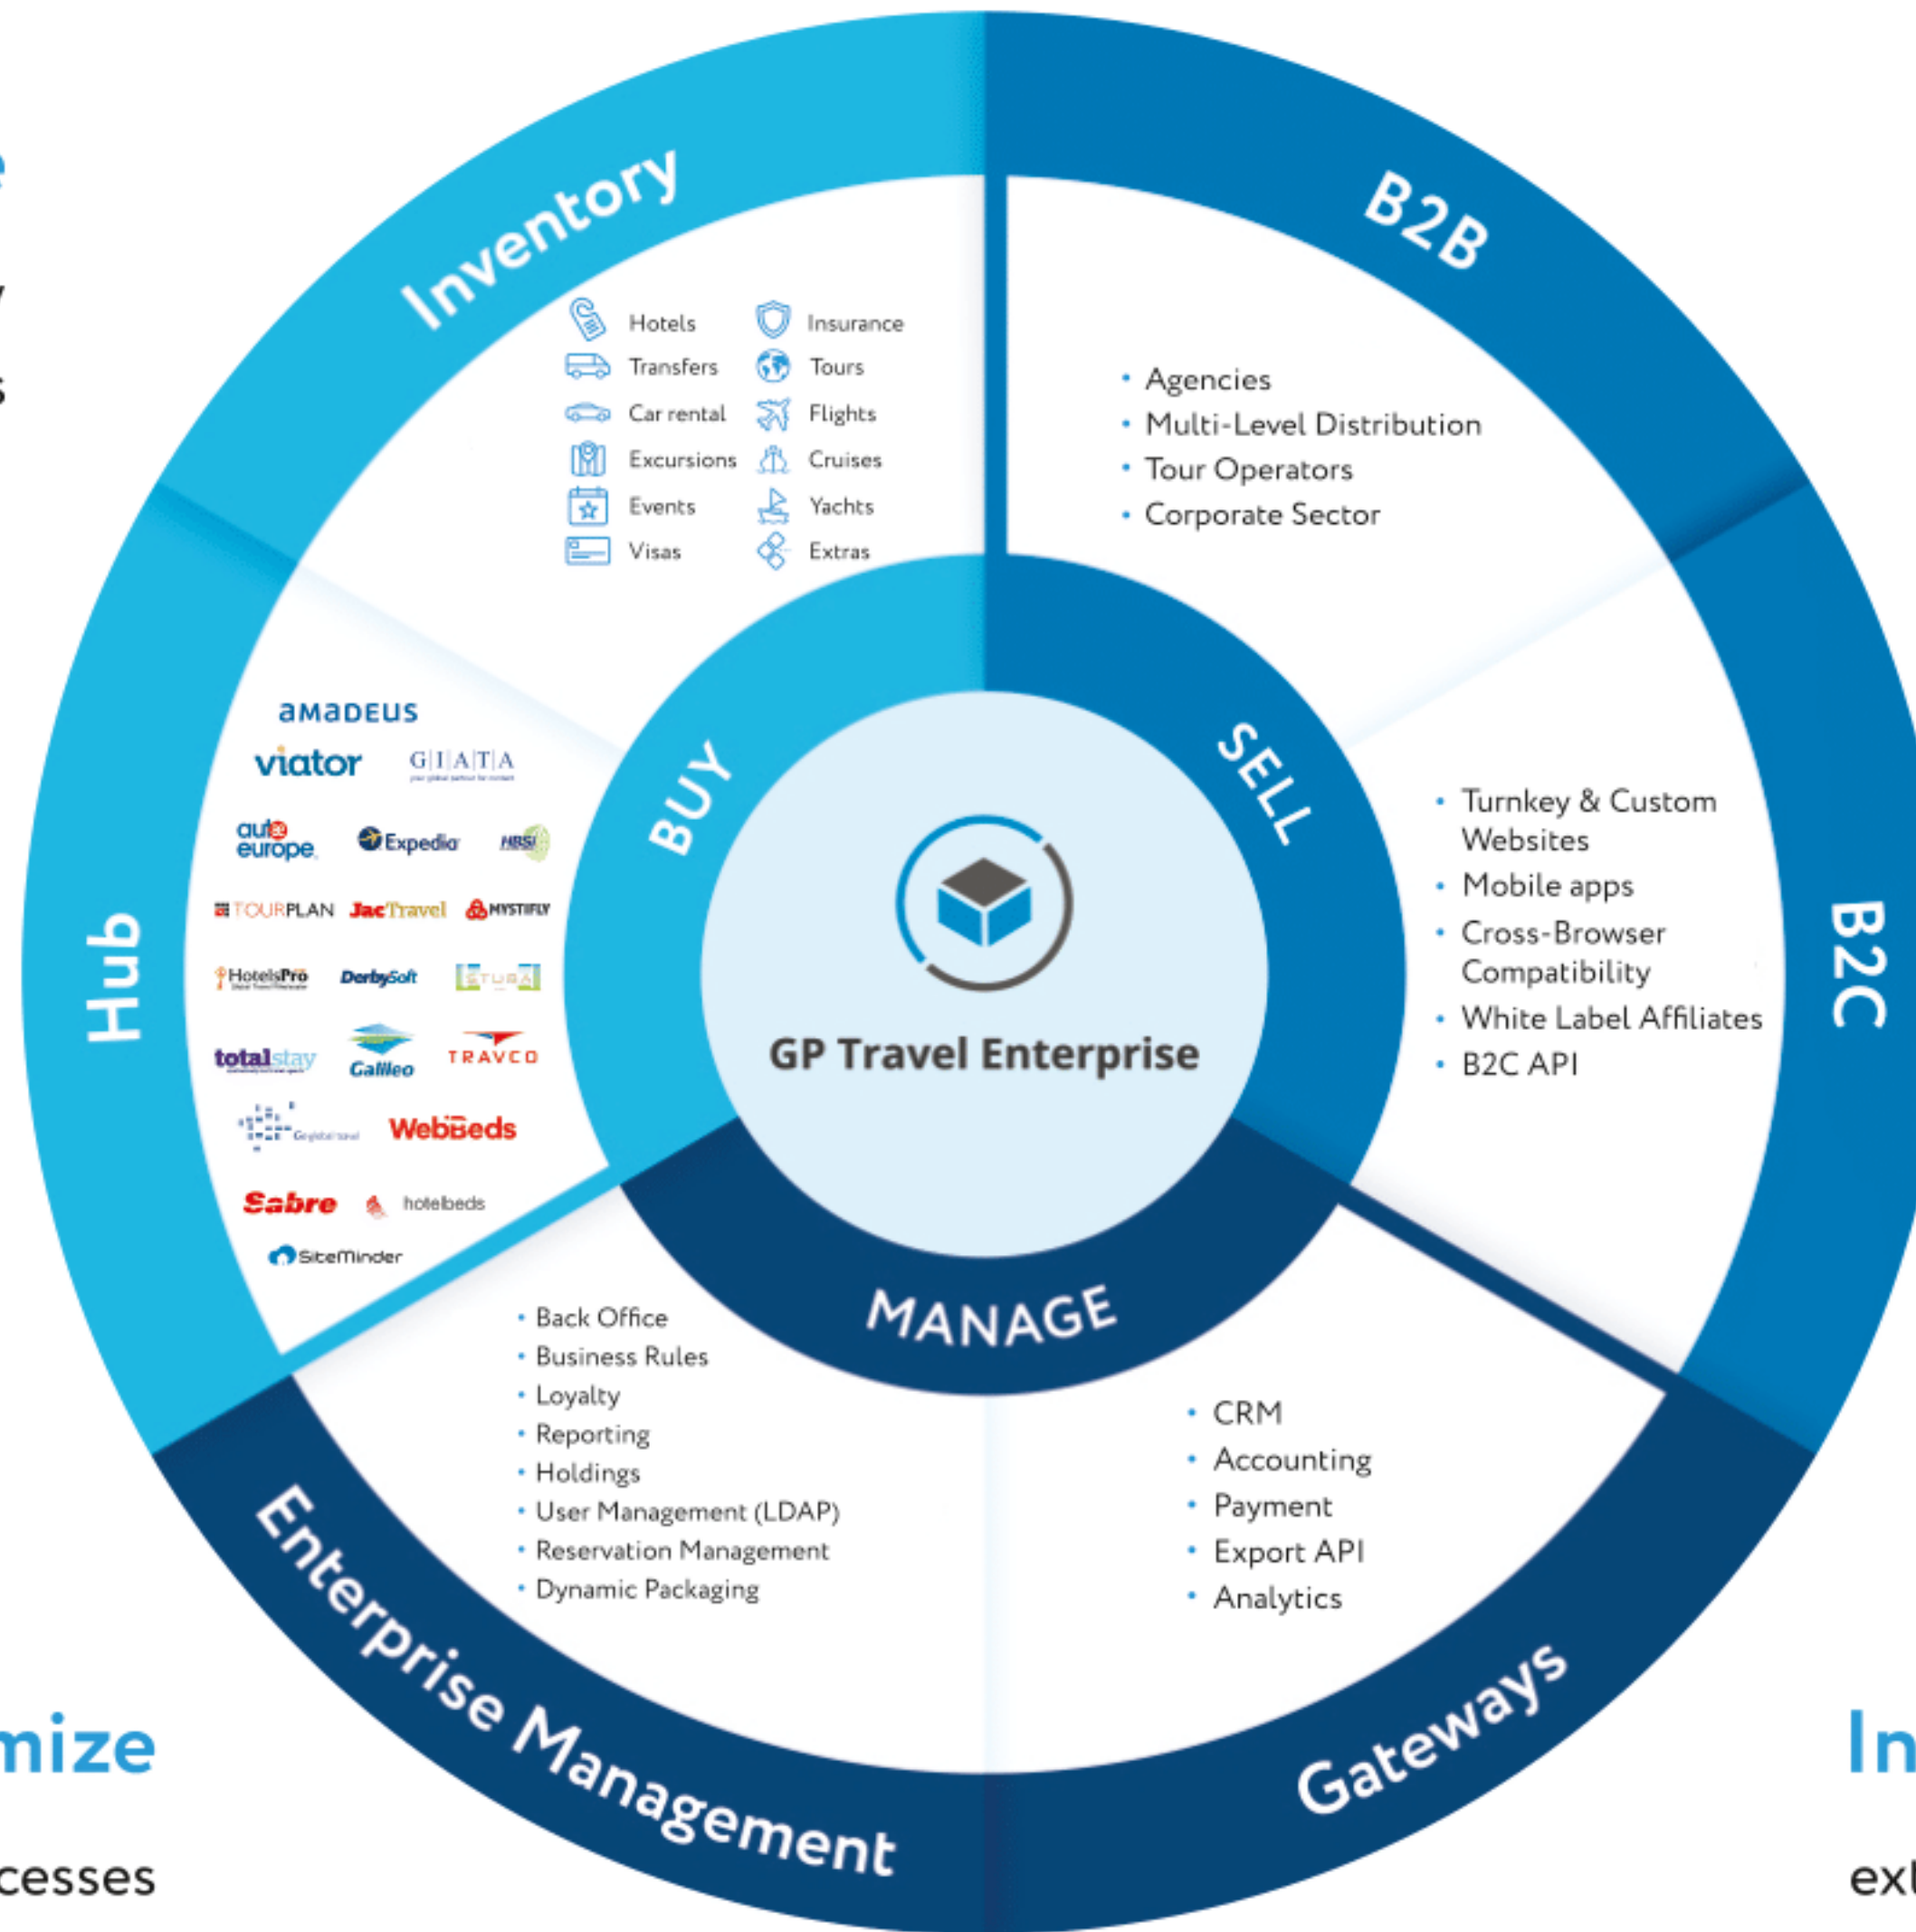 Inventory
Hotels
Transfers
Car rental
Excursions
Events
Visas
Insurance
Tours
Flights
Cruises
Yachts
Extras
B2B
• Agencies
• Multi-Level Distribution
• Tour Operators
• Corporate Sector
BUY
SELL
MANAGE
GP Travel Enterprise
Hub
amadeus
viator
G|I|A|T|A
auto europe
Expedia
HBSI
TOURPLAN
JacTravel
MYSTIFLY
HotelsPro
DerbySoft
STUBA
totalstay
Galileo
TRAVCO
Go global travel
WebBeds
Sabre
hotelbeds
SiteMinder
B2C
• Turnkey & Custom
Websites
• Mobile apps
• Cross-Browser
Compatibility
• White Label Affiliates
• B2C API
Enterprise Management
• Back Office
• Business Rules
• Loyalty
• Reporting
• Holdings
• User Management (LDAP)
• Reservation Management
• Dynamic Packaging
Gateways
• CRM
• Accounting
• Payment
• Export API
• Analytics
mize
cesses
In
ext